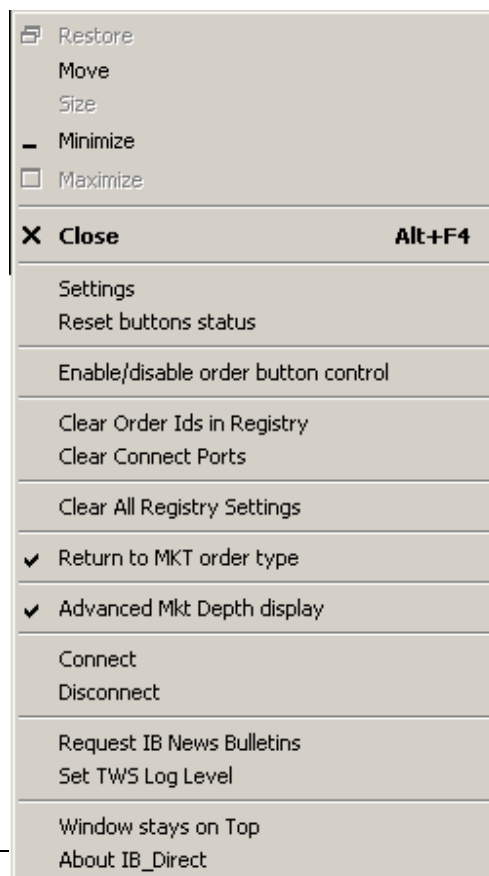 Restore
Move
Size
Minimize
Maximize
Close Alt+F4
Settings
Reset buttons status
Enable/disable order button control
Clear Order Ids in Registry
Clear Connect Ports
Clear All Registry Settings
Return to MKT order type
Advanced Mkt Depth display
Connect
Disconnect
Request IB News Bulletins
Set TWS Log Level
Window stays on Top
About IB_Direct